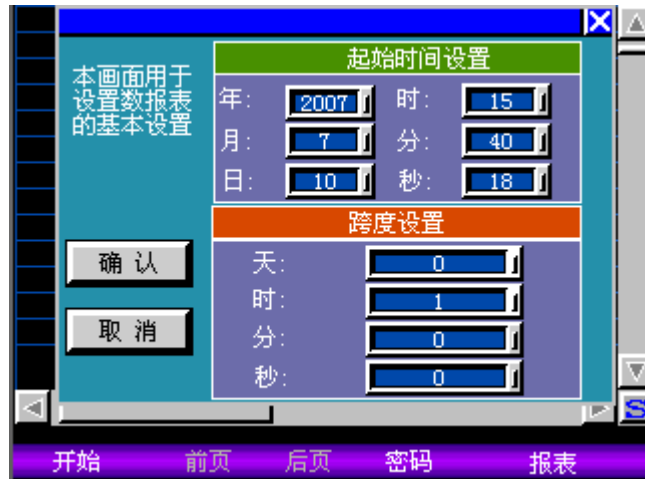 本画面用于
设置数报表
的基本设置
起始时间设置
年: 2007 时: 15
月: 7 分: 40
日: 10 秒: 18
跨度设置
天: 0
时: 1
分: 0
秒: 0
确 认
取 消
S
开始 前页 后页 密码 报表